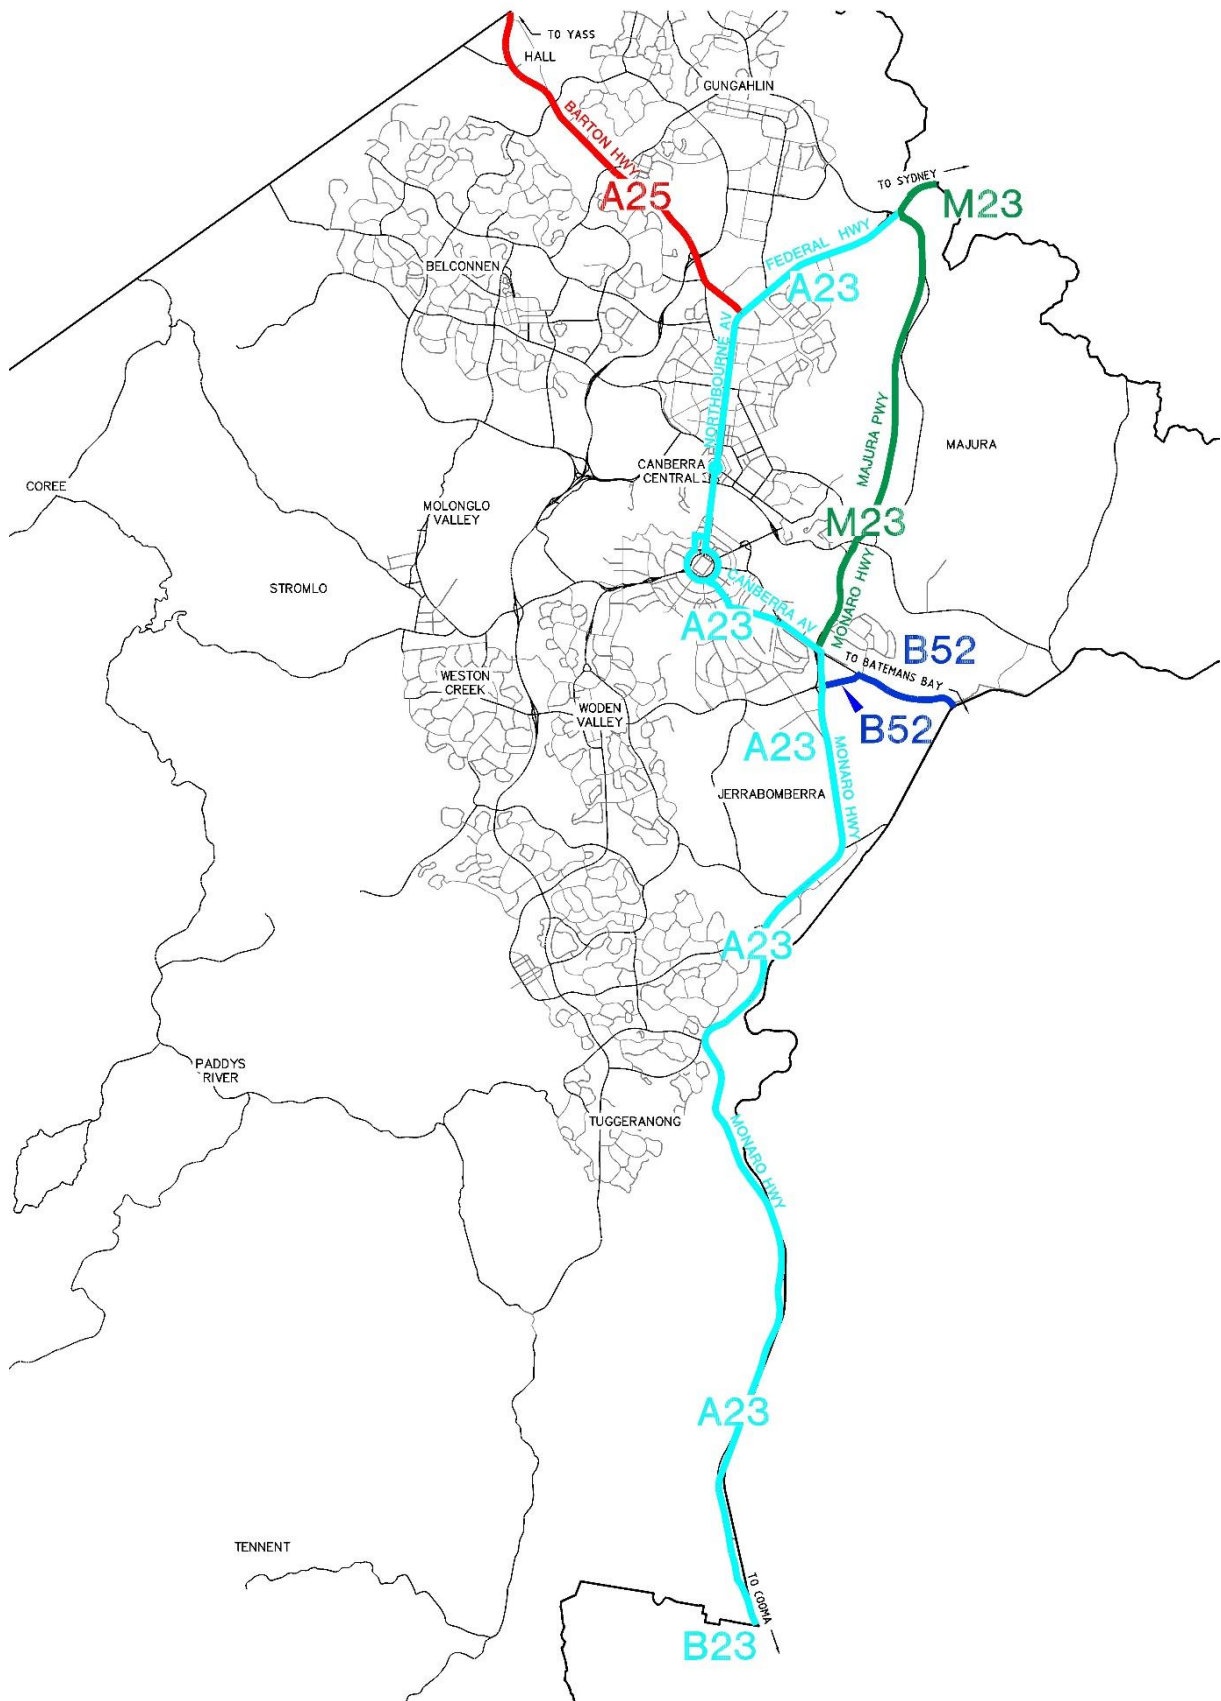 TO YASS
HALL
GUNGAHLIN
BARTON HWY
A25
TO SYDNEY
M23
FEDERAL HWY
A23
BELCONNEN
NORTHBOURNE AV
MAJURA PWY
MAJURA
CANBERRA
CENTRAL
COREE
MOLONGLO
VALLEY
M23
STROMLO
MONARO HWY
CANBERRA AV
A23
B52
TO BATEMANS BAY
WESTON
CREEK
WODEN
VALLEY
B52
A23
MONARO HWY
JERRABOMBERRA
A23
PADDYS
RIVER
TUGGERANONG
MONARO HWY
A23
TENNENT
TO COOMA
B23